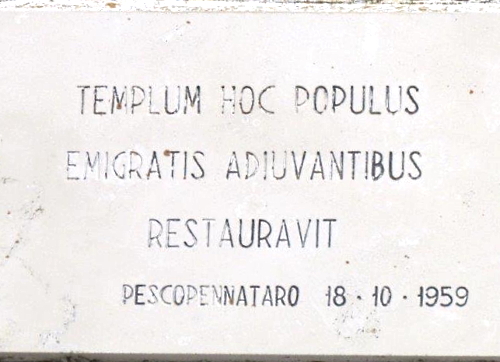 TEMPLUM HOC POPULUS
EMIGRATIS ADIUVANTIBUS
RESTAURAVIT
PESCOPENNATARO 18 · 10 · 1959